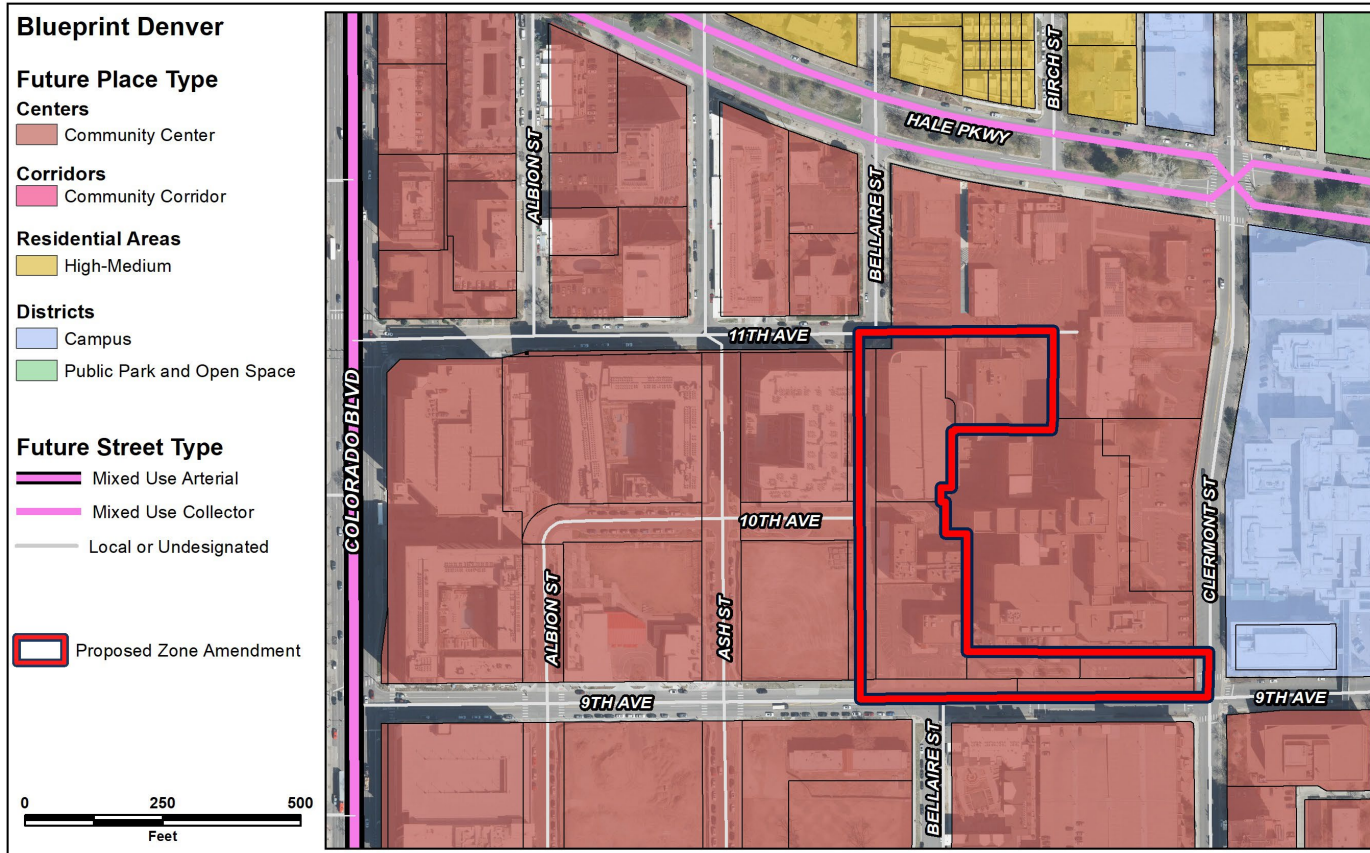 Blueprint Denver
Future Place Type
Centers
Community Center
Corridors
Community Corridor
Residential Areas
High-Medium
Districts
Campus
Public Park and Open Space
Future Street Type
Mixed Use Arterial
Mixed Use Collector
Local or Undesignated
Proposed Zone Amendment
0 250 500
Feet
BIRCH ST
HALE PKWY
ALBION ST
BELLAIRE ST
11TH AVE
COLORADO BLVD
10TH AVE
CLERMONT ST
ALBION ST
ASH ST
9TH AVE
9TH AVE
BELLAIRE ST